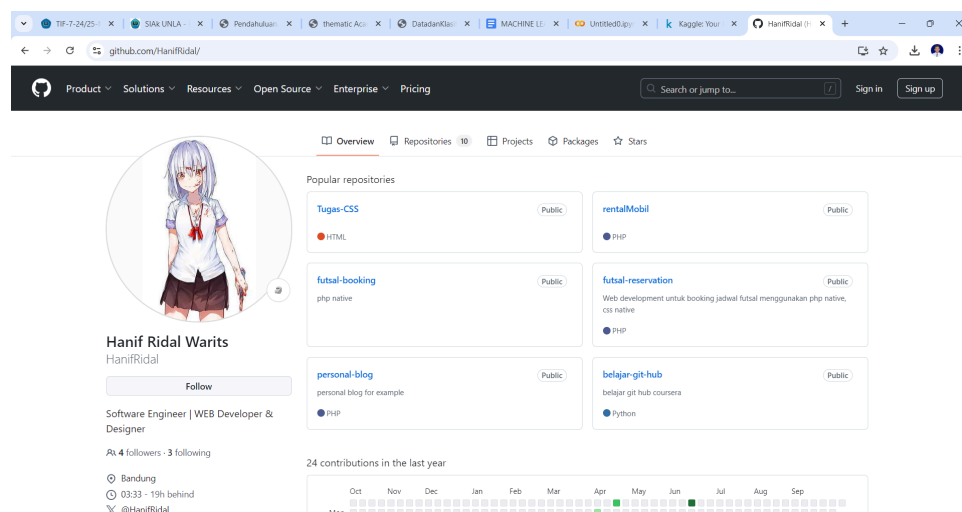 TIF-7-24/25-
SIAk UNLA -
Pendahuluan
thematic Aca
DatadanKlasi
MACHINE LE
Untitled0.ipy
Kaggle: Your
HanifRidal (H
github.com/HanifRidal/
Product Solutions Resources Open Source Enterprise Pricing
Search or jump to... /
Sign in
Sign up
Overview Repositories 10 Projects Packages Stars
Popular repositories
Tugas-CSS Public
HTML
rentalMobil Public
PHP
futsal-booking Public
php native
futsal-reservation Public
Web development untuk booking jadwal futsal menggunakan php native,
css native
PHP
personal-blog Public
personal blog for example
PHP
belajar-git-hub Public
belajar git hub coursera
Python
Hanif Ridal Warits
HanifRidal
Follow
Software Engineer | WEB Developer &
Designer
4 followers · 3 following
Bandung
03:33 - 19h behind
@HanifRidal
24 contributions in the last year
Oct Nov Dec Jan Feb Mar Apr May Jun Jul Aug Sep